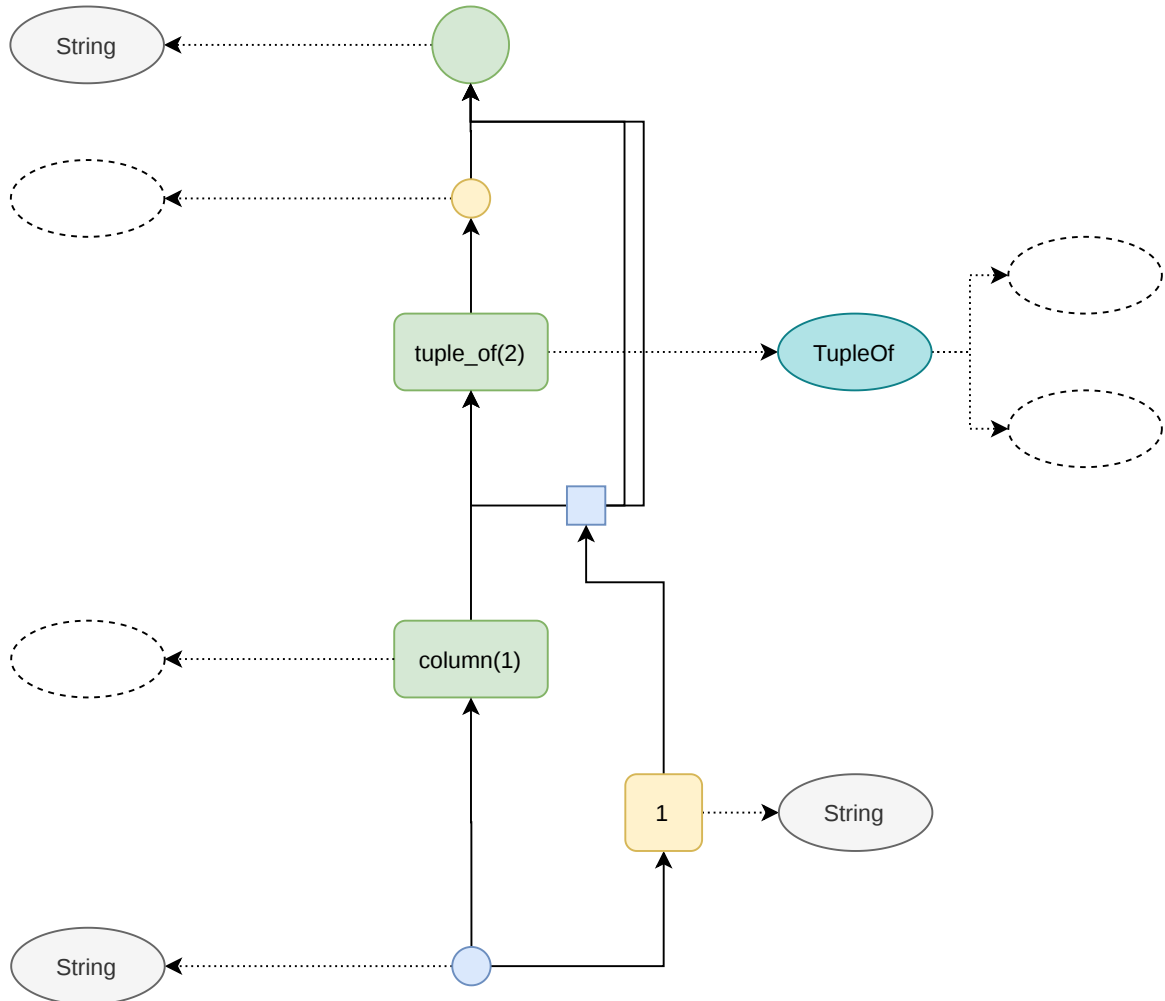 String
tuple_of(2)
TupleOf
column(1)
1
String
String